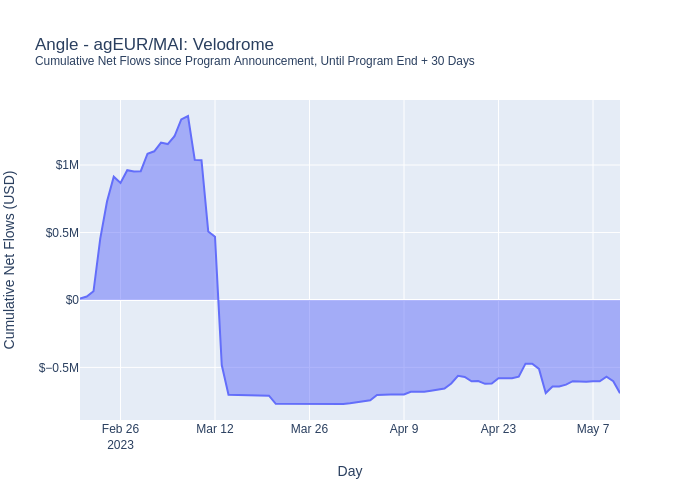 Angle - agEUR/MAI: Velodrome
Cumulative Net Flows since Program Announcement, Until Program End + 30 Days
Cumulative Net Flows (USD)
$1M
$0.5M
$0
$−0.5M
Feb 26
2023
Mar 12
Mar 26
Apr 9
Apr 23
May 7
Day